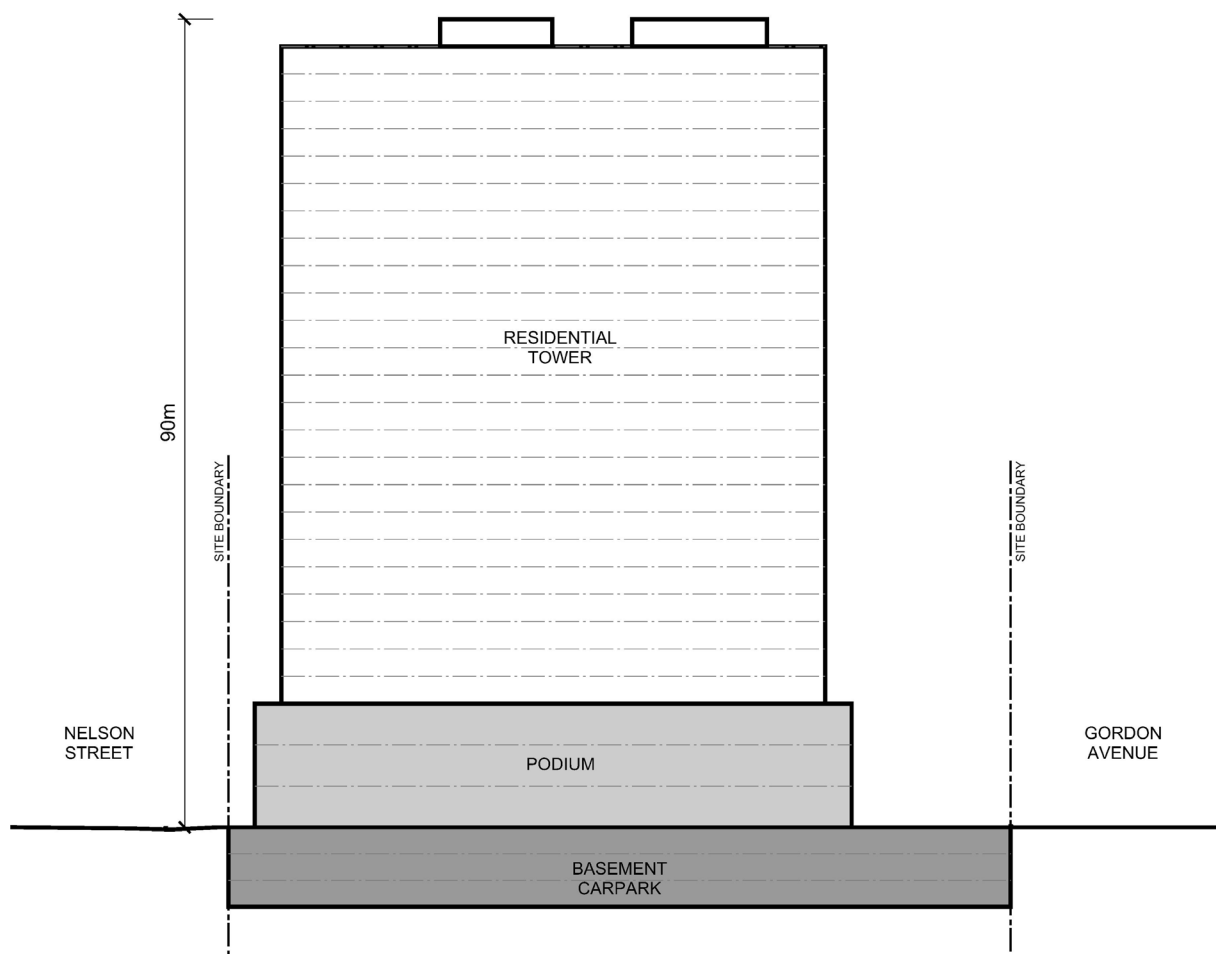 RESIDENTIAL
TOWER
90m
SITE BOUNDARY
SITE BOUNDARY
NELSON
STREET
PODIUM
GORDON
AVENUE
BASEMENT
CARPARK